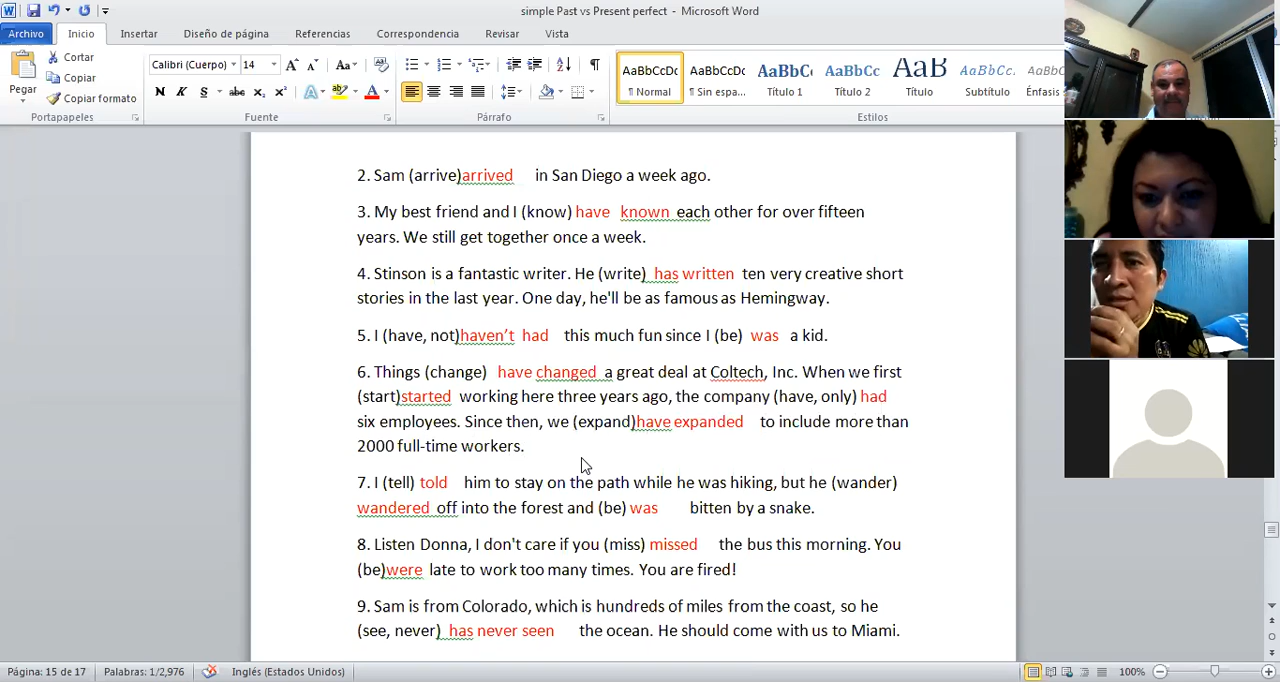 simple Past vs Present perfect - Microsoft Word
Archivo Inicio Insertar Diseño de página Referencias Correspondencia Revisar Vista
Pegar
Cortar
Copiar
Copiar formato
Portapapeles
Calibri (Cuerpo) 14
Fuente
Párrafo
AaBbCcDc AaBbCcDc AaBbC AaBbCc AaB AaBbCc. AaBbCc
¶ Normal ¶ Sin espa... Título 1 Título 2 Título Subtítulo Énfasis
Estilos
2. Sam (arrive)arrived in San Diego a week ago.
3. My best friend and I (know) have known each other for over fifteen
years. We still get together once a week.
4. Stinson is a fantastic writer. He (write) has written ten very creative short
stories in the last year. One day, he'll be as famous as Hemingway.
5. I (have, not)haven't had this much fun since I (be) was a kid.
6. Things (change) have changed a great deal at Coltech, Inc. When we first
(start)started working here three years ago, the company (have, only) had
six employees. Since then, we (expand)have expanded to include more than
2000 full-time workers.
7. I (tell) told him to stay on the path while he was hiking, but he (wander)
wandered off into the forest and (be) was bitten by a snake.
8. Listen Donna, I don't care if you (miss) missed the bus this morning. You
(be)were late to work too many times. You are fired!
9. Sam is from Colorado, which is hundreds of miles from the coast, so he
(see, never) has never seen the ocean. He should come with us to Miami.
Página: 15 de 17 Palabras: 1/2,976 Inglés (Estados Unidos) 100%